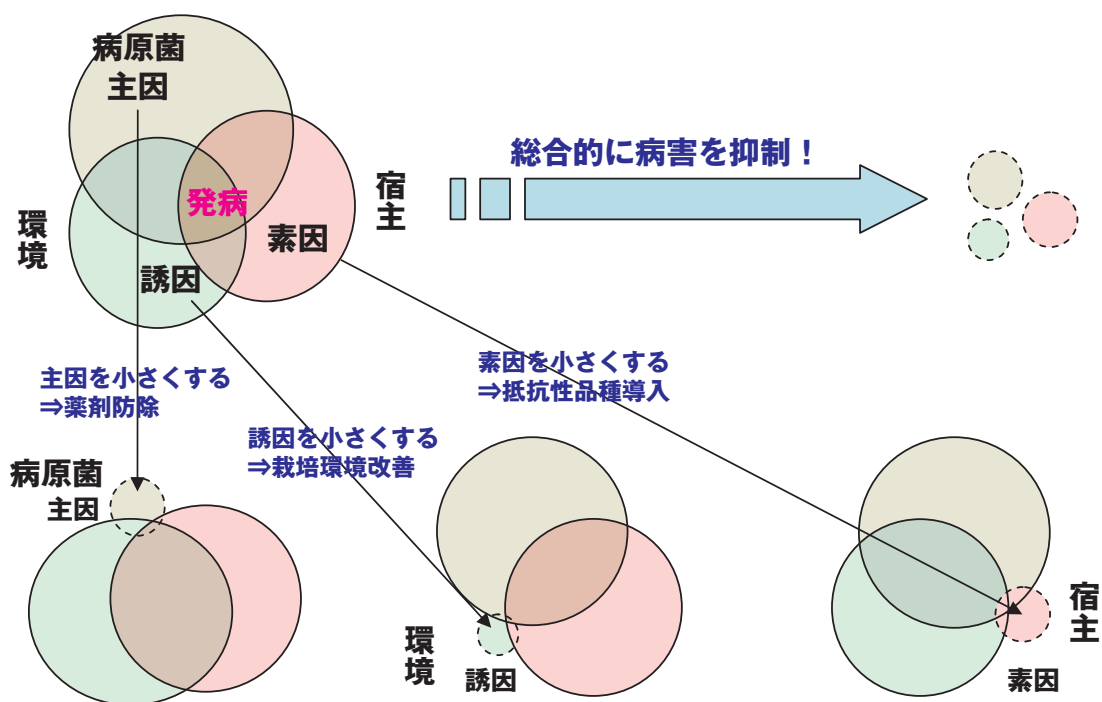 病原菌
主因
発病
宿主
素因
環境
誘因
総合的に病害を抑制！
主因を小さくする
⇒薬剤防除
誘因を小さくする
⇒栽培環境改善
素因を小さくする
⇒抵抗性品種導入
病原菌
主因
環境
誘因
宿主
素因